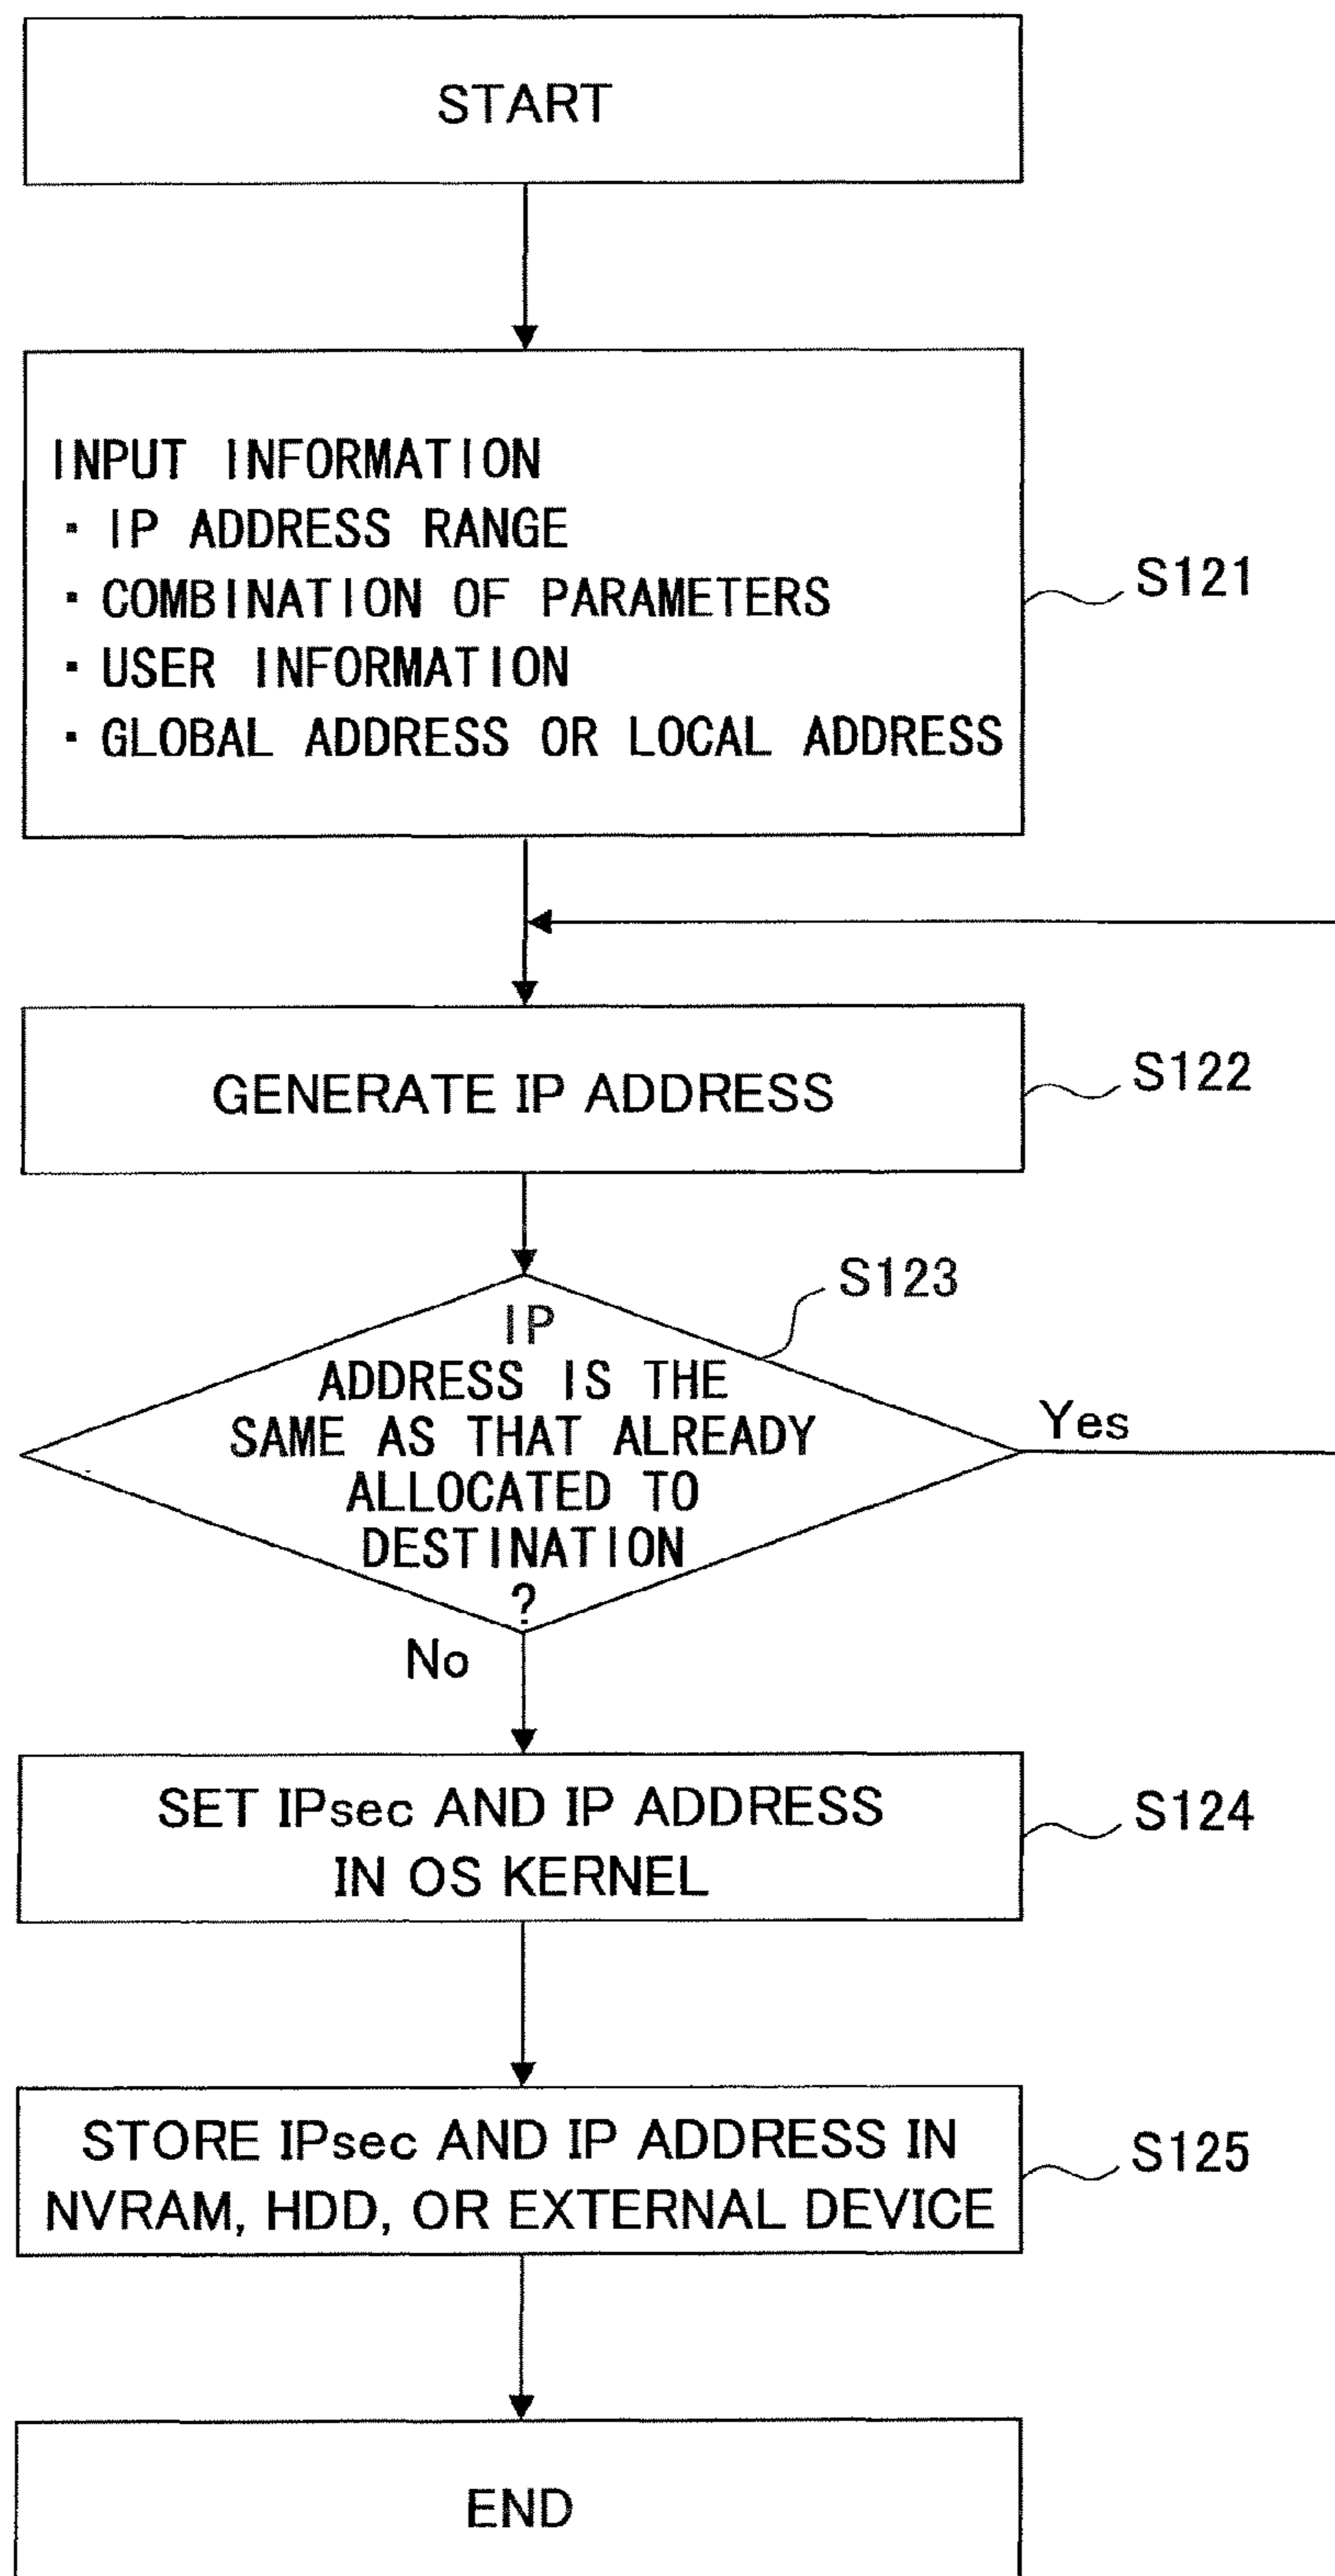 START
INPUT INFORMATION
・IP ADDRESS RANGE
・COMBINATION OF PARAMETERS
・USER INFORMATION
・GLOBAL ADDRESS OR LOCAL ADDRESS
S121
GENERATE IP ADDRESS
S122
S123
IP
ADDRESS IS THE
SAME AS THAT ALREADY
ALLOCATED TO
DESTINATION
?
Yes
No
SET IPsec AND IP ADDRESS
IN OS KERNEL
S124
STORE IPsec AND IP ADDRESS IN
NVRAM, HDD, OR EXTERNAL DEVICE
S125
END